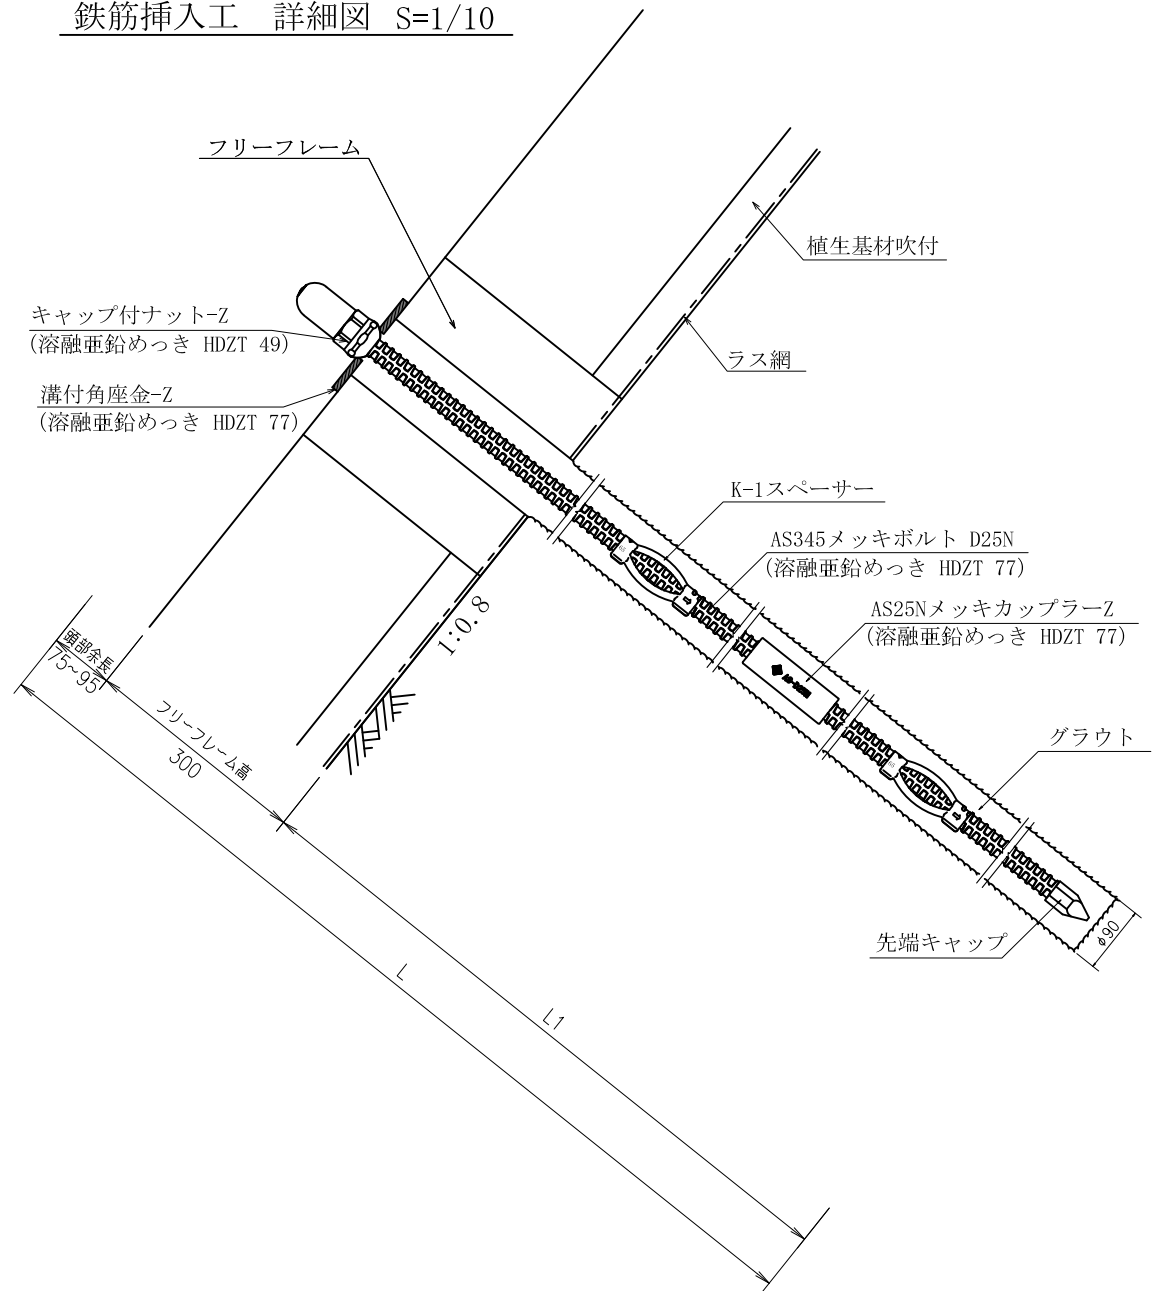 鉄筋挿入工　詳細図 S=1/10
フリーフレーム
植生基材吹付
キャップ付ナット-Z
(溶融亜鉛めっき HDZT 49)
ラス網
溝付角座金-Z
(溶融亜鉛めっき HDZT 77)
K-1スペーサー
AS345メッキボルト D25N
(溶融亜鉛めっき HDZT 77)
AS25NメッキカップラーZ
(溶融亜鉛めっき HDZT 77)
1:0.8
頭部余長
75~95
フリーフレーム高
300
グラウト
先端キャップ
φ90
L
L1